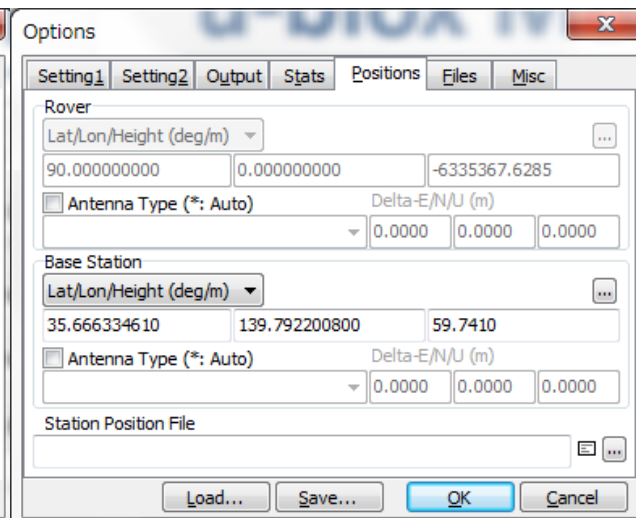 Options
Setting1 Setting2 Output Stats Positions Files Misc
Rover
Lat/Lon/Height (deg/m)
...
90.000000000 0.000000000 -6335367.6285
Antenna Type (*: Auto) Delta-E/N/U (m)
0.0000 0.0000 0.0000
Base Station
Lat/Lon/Height (deg/m)
...
35.666334610 139.792200800 59.7410
Antenna Type (*: Auto) Delta-E/N/U (m)
0.0000 0.0000 0.0000
Station Position File
...
Load... Save... OK Cancel